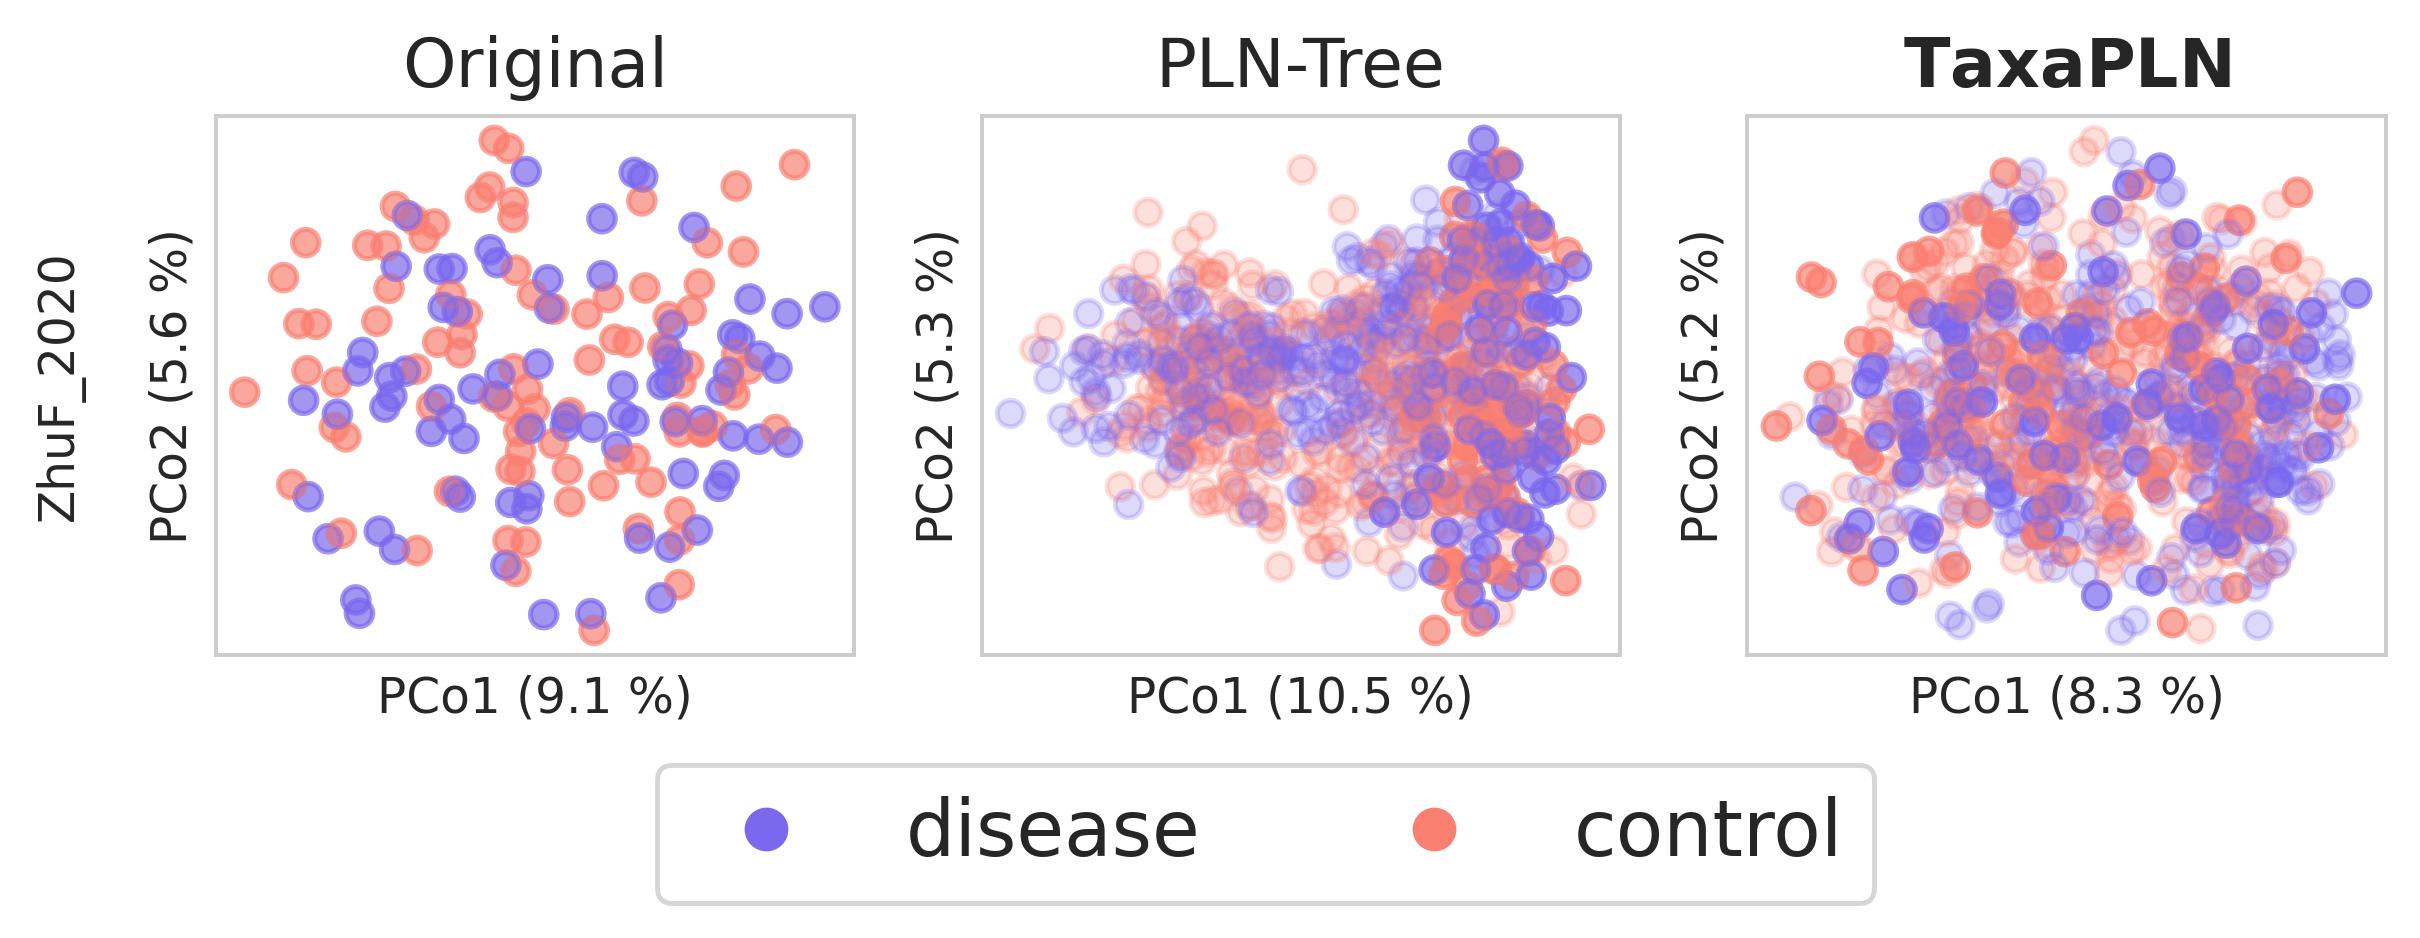 Original
PLN-Tree
TaxaPLN
ZhuF_2020
PCo2 (5.6 %)
PCo2 (5.3 %)
PCo2 (5.2 %)
PCo1 (9.1 %)
PCo1 (10.5 %)
PCo1 (8.3 %)
disease
control